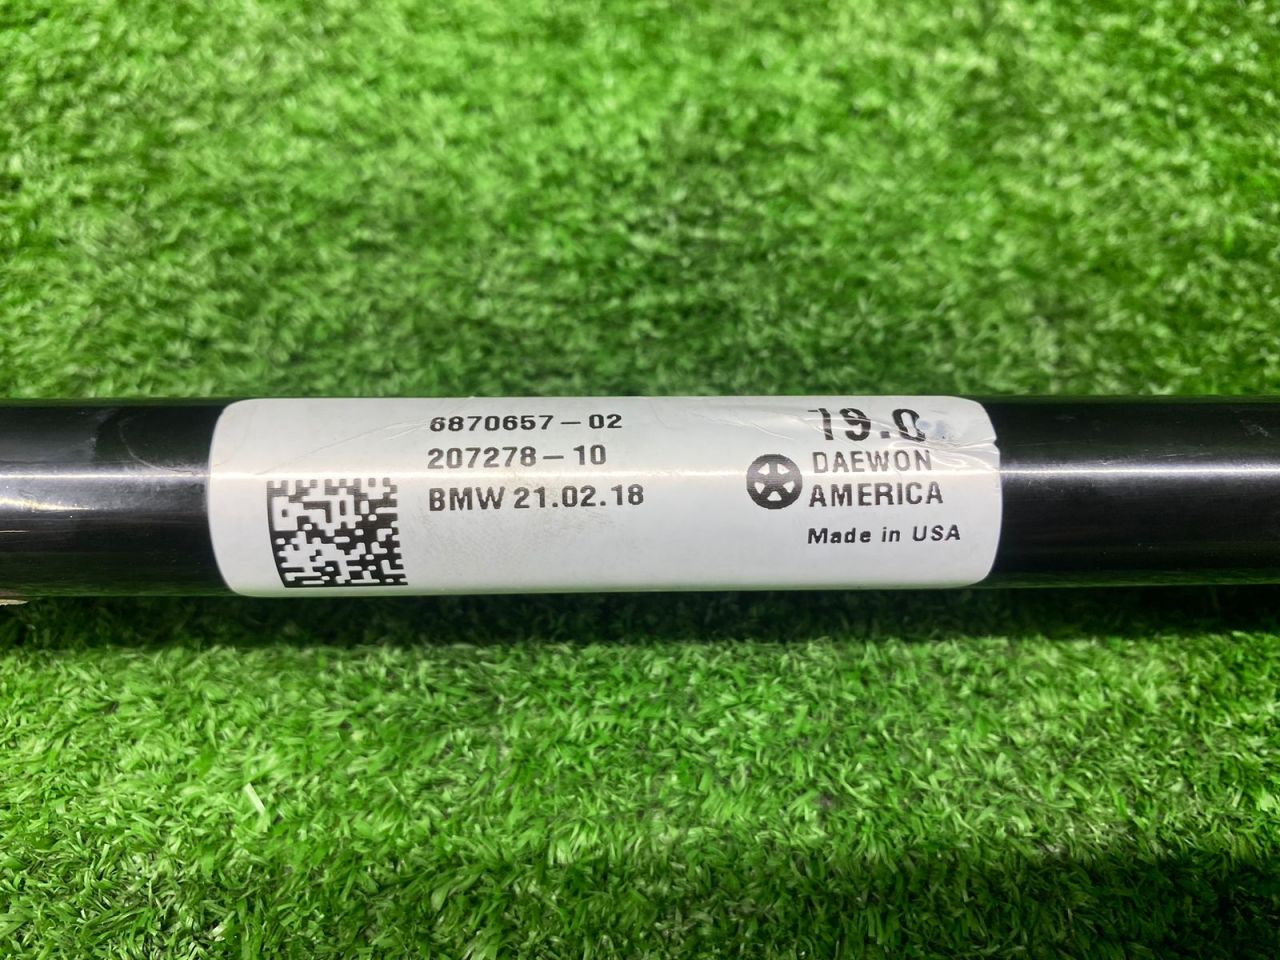 6870657-02
207278-10
BMW 21.02.18
19.0
DAEWON
AMERICA
Made in USA